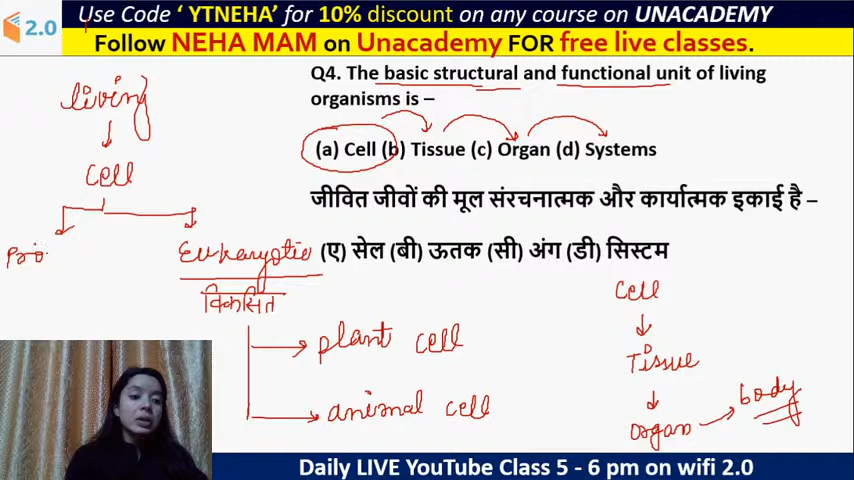 2.0
Use Code ‘ YTNEHA’ for 10% discount on any course on UNACADEMY
Follow NEHA MAM on Unacademy FOR free live classes.
Q4. The basic structural and functional unit of living
organisms is –
(a) Cell (b) Tissue (c) Organ (d) Systems
जीवित जीवों की मूल संरचनात्मक और कार्यात्मक इकाई है –
(ए) सेल (बी) ऊतक (सी) अंग (डी) सिस्टम
living
cell
Pro
Eukaryotic
विकसित
plant cell
animal cell
cell
Tissue
organ
body
Daily LIVE YouTube Class 5 - 6 pm on wifi 2.0